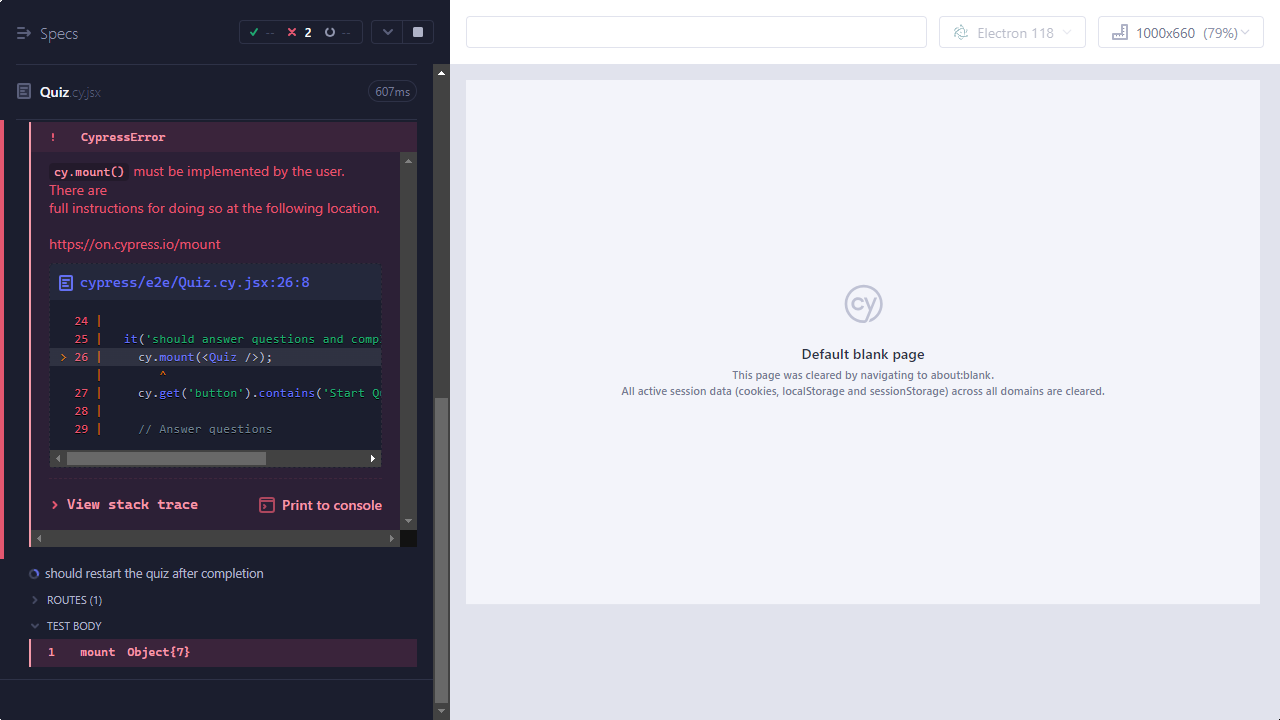 Specs
-- 2 --
Quiz.cy.jsx 607ms
! CypressError
cy.mount() must be implemented by the user.
There are
full instructions for doing so at the following location.
https://on.cypress.io/mount
cypress/e2e/Quiz.cy.jsx:26:8
24 |
25 | it('should answer questions and compl
> 26 | cy.mount(<Quiz />);
| ^
27 | cy.get('button').contains('Start Qu
28 |
29 | // Answer questions
> View stack trace Print to console
should restart the quiz after completion
ROUTES (1)
TEST BODY
1 mount Object{7}
Electron 118
1000x660 (79%)
cy
Default blank page
This page was cleared by navigating to about:blank.
All active session data (cookies, localStorage and sessionStorage) across all domains are cleared.